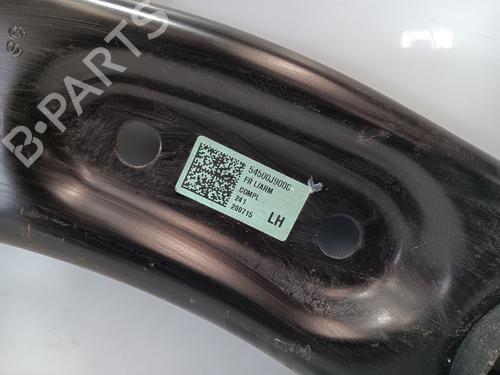 B-PARTS
54500J9000
FR L/ARM
COMPL
241
200715
LH